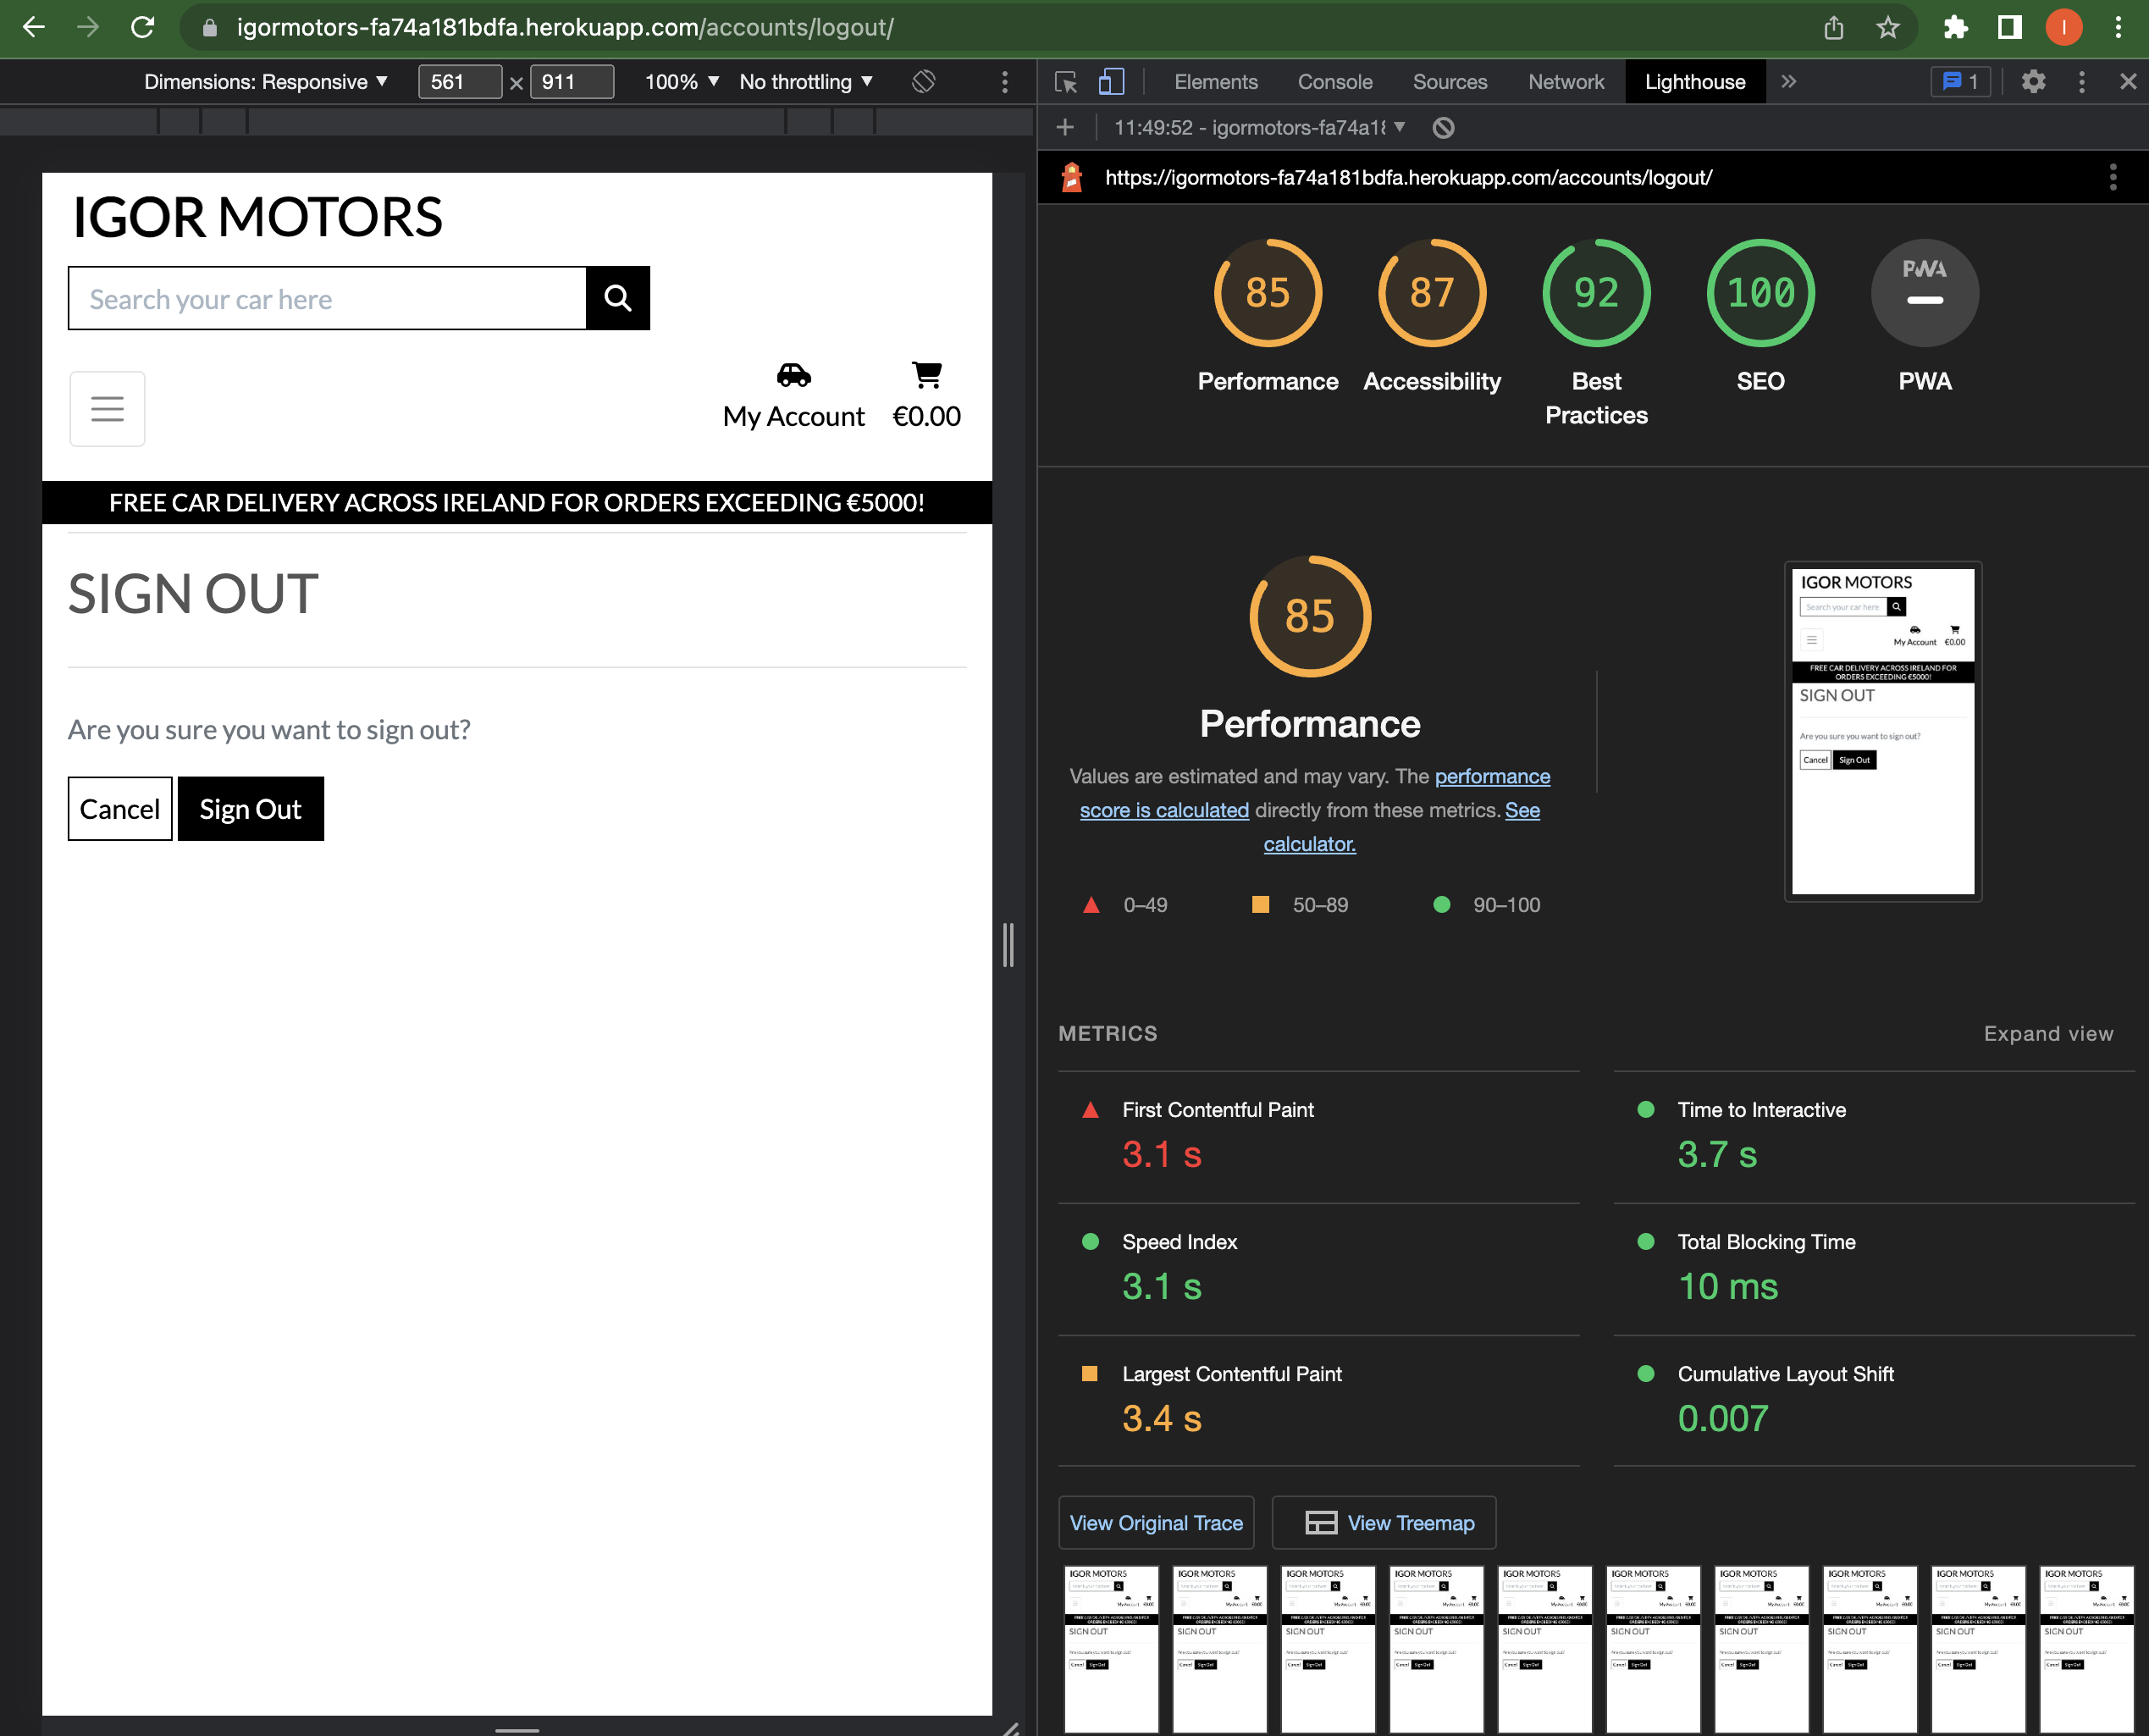 igormotors-fa74a181bdfa.herokuapp.com/accounts/logout/
I
Dimensions: Responsive
561 × 911
100%
No throttling
Elements
Console
Sources
Network
Lighthouse
1
11:49:52 - igormotors-fa74a18
https://igormotors-fa74a181bdfa.herokuapp.com/accounts/logout/
IGOR MOTORS
Search your car here
My Account
€0.00
FREE CAR DELIVERY ACROSS IRELAND FOR ORDERS EXCEEDING €5000!
SIGN OUT
Are you sure you want to sign out?
Cancel
Sign Out
85
Performance
87
Accessibility
92
Best
Practices
100
SEO
PWA
PWA
85
Performance
Values are estimated and may vary. The performance
score is calculated directly from these metrics. See
calculator.
0–49
50–89
90–100
IGOR MOTORS
Search your car here
My Account
€0.00
FREE CAR DELIVERY ACROSS IRELAND FOR
ORDERS EXCEEDING €5000!
SIGN OUT
Are you sure you want to sign out?
Cancel
Sign Out
METRICS
Expand view
First Contentful Paint
3.1 s
Time to Interactive
3.7 s
Speed Index
3.1 s
Total Blocking Time
10 ms
Largest Contentful Paint
3.4 s
Cumulative Layout Shift
0.007
View Original Trace
View Treemap
IGOR MOTORS
SIGN OUT
IGOR MOTORS
SIGN OUT
IGOR MOTORS
SIGN OUT
IGOR MOTORS
SIGN OUT
IGOR MOTORS
SIGN OUT
IGOR MOTORS
SIGN OUT
IGOR MOTORS
SIGN OUT
IGOR MOTORS
SIGN OUT
IGOR MOTORS
SIGN OUT
IGOR MOTORS
SIGN OUT